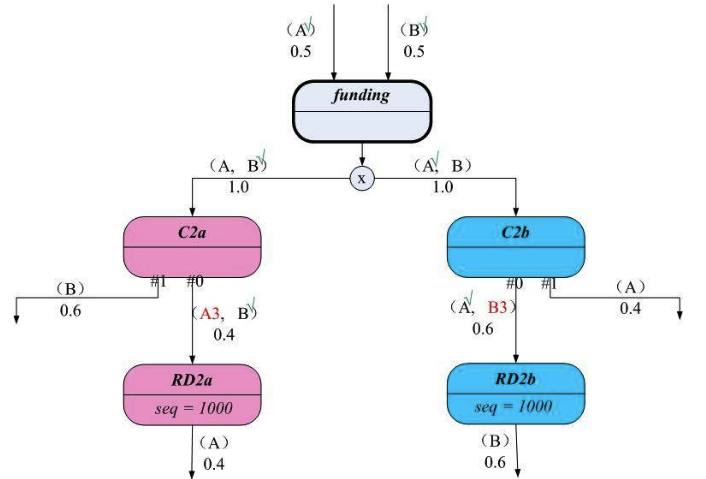 (A√) (B√)
0.5 0.5
funding
(A, B√) x (A√, B)
1.0 1.0
C2a C2b
#1 #0 #0 #1
(B) (A)
0.6 0.4
(A3, B√) (A√, B3)
0.4 0.6
RD2a RD2b
seq = 1000 seq = 1000
(A) (B)
0.4 0.6